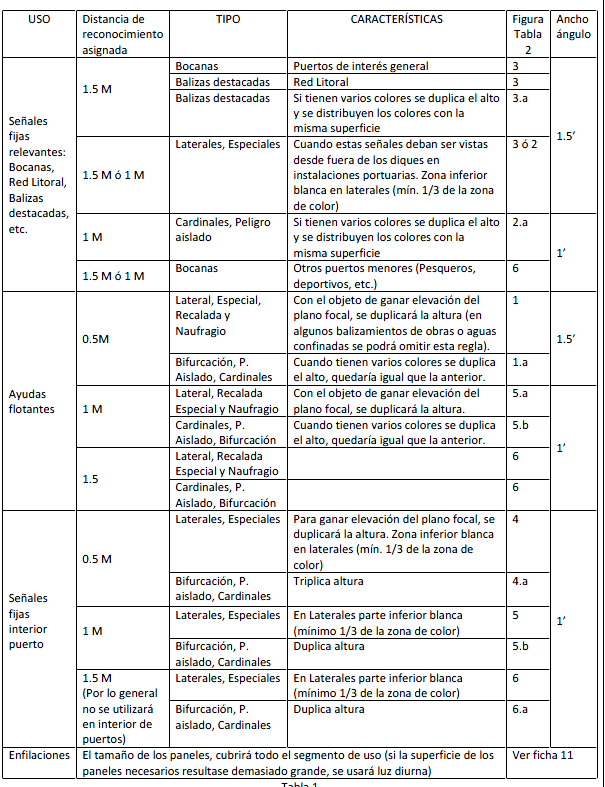 USO
Distancia de
reconocimiento
asignada
TIPO
CARACTERÍSTICAS
Figura
Tabla
2
Ancho
ángulo
Señales
fijas
relevantes:
Bocanas,
Red Litoral,
Balizas
destacadas,
etc.
1.5 M
Bocanas
Puertos de interés general
3
1.5’
Balizas destacadas
Red Litoral
3
Balizas destacadas
Si tienen varios colores se duplica el alto
y se distribuyen los colores con la
misma superficie
3.a
1.5 M ó 1 M
Laterales, Especiales
Cuando estas señales deban ser vistas
desde fuera de los diques en
instalaciones portuarias. Zona inferior
blanca en laterales (mín. 1/3 de la zona
de color)
3 ó 2
1 M
Cardinales, Peligro
aislado
Si tienen varios colores se duplica el alto
y se distribuyen los colores con la
misma superficie
2.a
1’
1.5 M ó 1 M
Bocanas
Otros puertos menores (Pesqueros,
deportivos, etc.)
6
Ayudas
flotantes
0.5M
Lateral, Especial,
Recalada y
Naufragio
Con el objeto de ganar elevación del
plano focal, se duplicará la altura (en
algunos balizamientos de obras o aguas
confinadas se podrá omitir esta regla).
1
1.5’
Bifurcación, P.
Aislado, Cardinales
Cuando tienen varios colores se duplica
el alto, quedaría igual que la anterior.
1.a
1 M
Lateral, Recalada
Especial y Naufragio
Con el objeto de ganar elevación del
plano focal, se duplicará la altura.
5.a
1’
Cardinales, P.
Aislado, Bifurcación
Cuando tienen varios colores se duplica
el alto, quedaría igual que la anterior.
5.b
1.5
Lateral, Recalada
Especial y Naufragio
6
Cardinales, P.
Aislado, Bifurcación
6
Señales
fijas
interior
puerto
0.5 M
Laterales, Especiales
Para ganar elevación del plano focal, se
duplicará la altura. Zona inferior blanca
en laterales (mín. 1/3 de la zona de
color)
4
1’
Bifurcación, P.
aislado, Cardinales
Triplica altura
4.a
1 M
Laterales, Especiales
En Laterales parte inferior blanca
(mínimo 1/3 de la zona de color)
5
Bifurcación, P.
aislado, Cardinales
Duplica altura
5.b
1.5 M
(Por lo general
no se utilizará
en interior de
puertos)
Laterales, Especiales
En Laterales parte inferior blanca
(mínimo 1/3 de la zona de color)
6
Bifurcación, P.
aislado, Cardinales
Duplica altura
6.a
Enfilaciones
El tamaño de los paneles, cubrirá todo el segmento de uso (si la superficie de los
paneles necesarios resultase demasiado grande, se usará luz diurna)
Ver ficha 11
Tabla 1